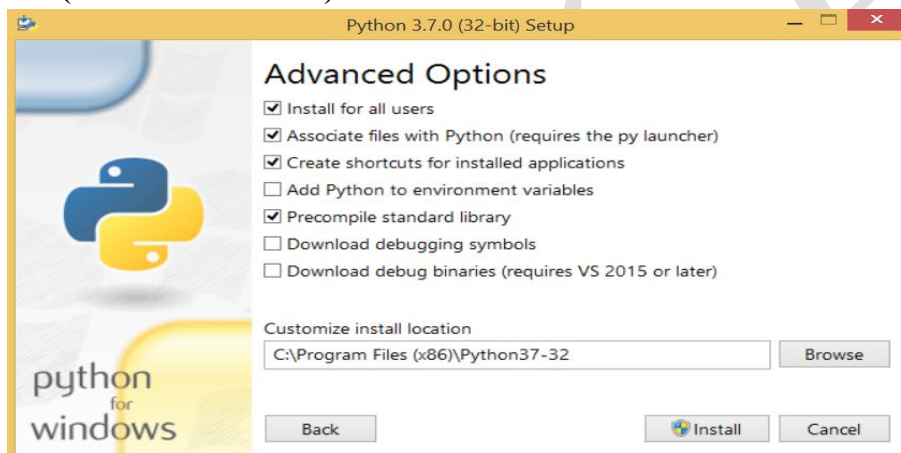 Python 3.7.0 (32-bit) Setup
Advanced Options
Install for all users
Associate files with Python (requires the py launcher)
Create shortcuts for installed applications
Add Python to environment variables
Precompile standard library
Download debugging symbols
Download debug binaries (requires VS 2015 or later)
Customize install location
C:\Program Files (x86)\Python37-32 Browse
python
for
windows
Back Install Cancel